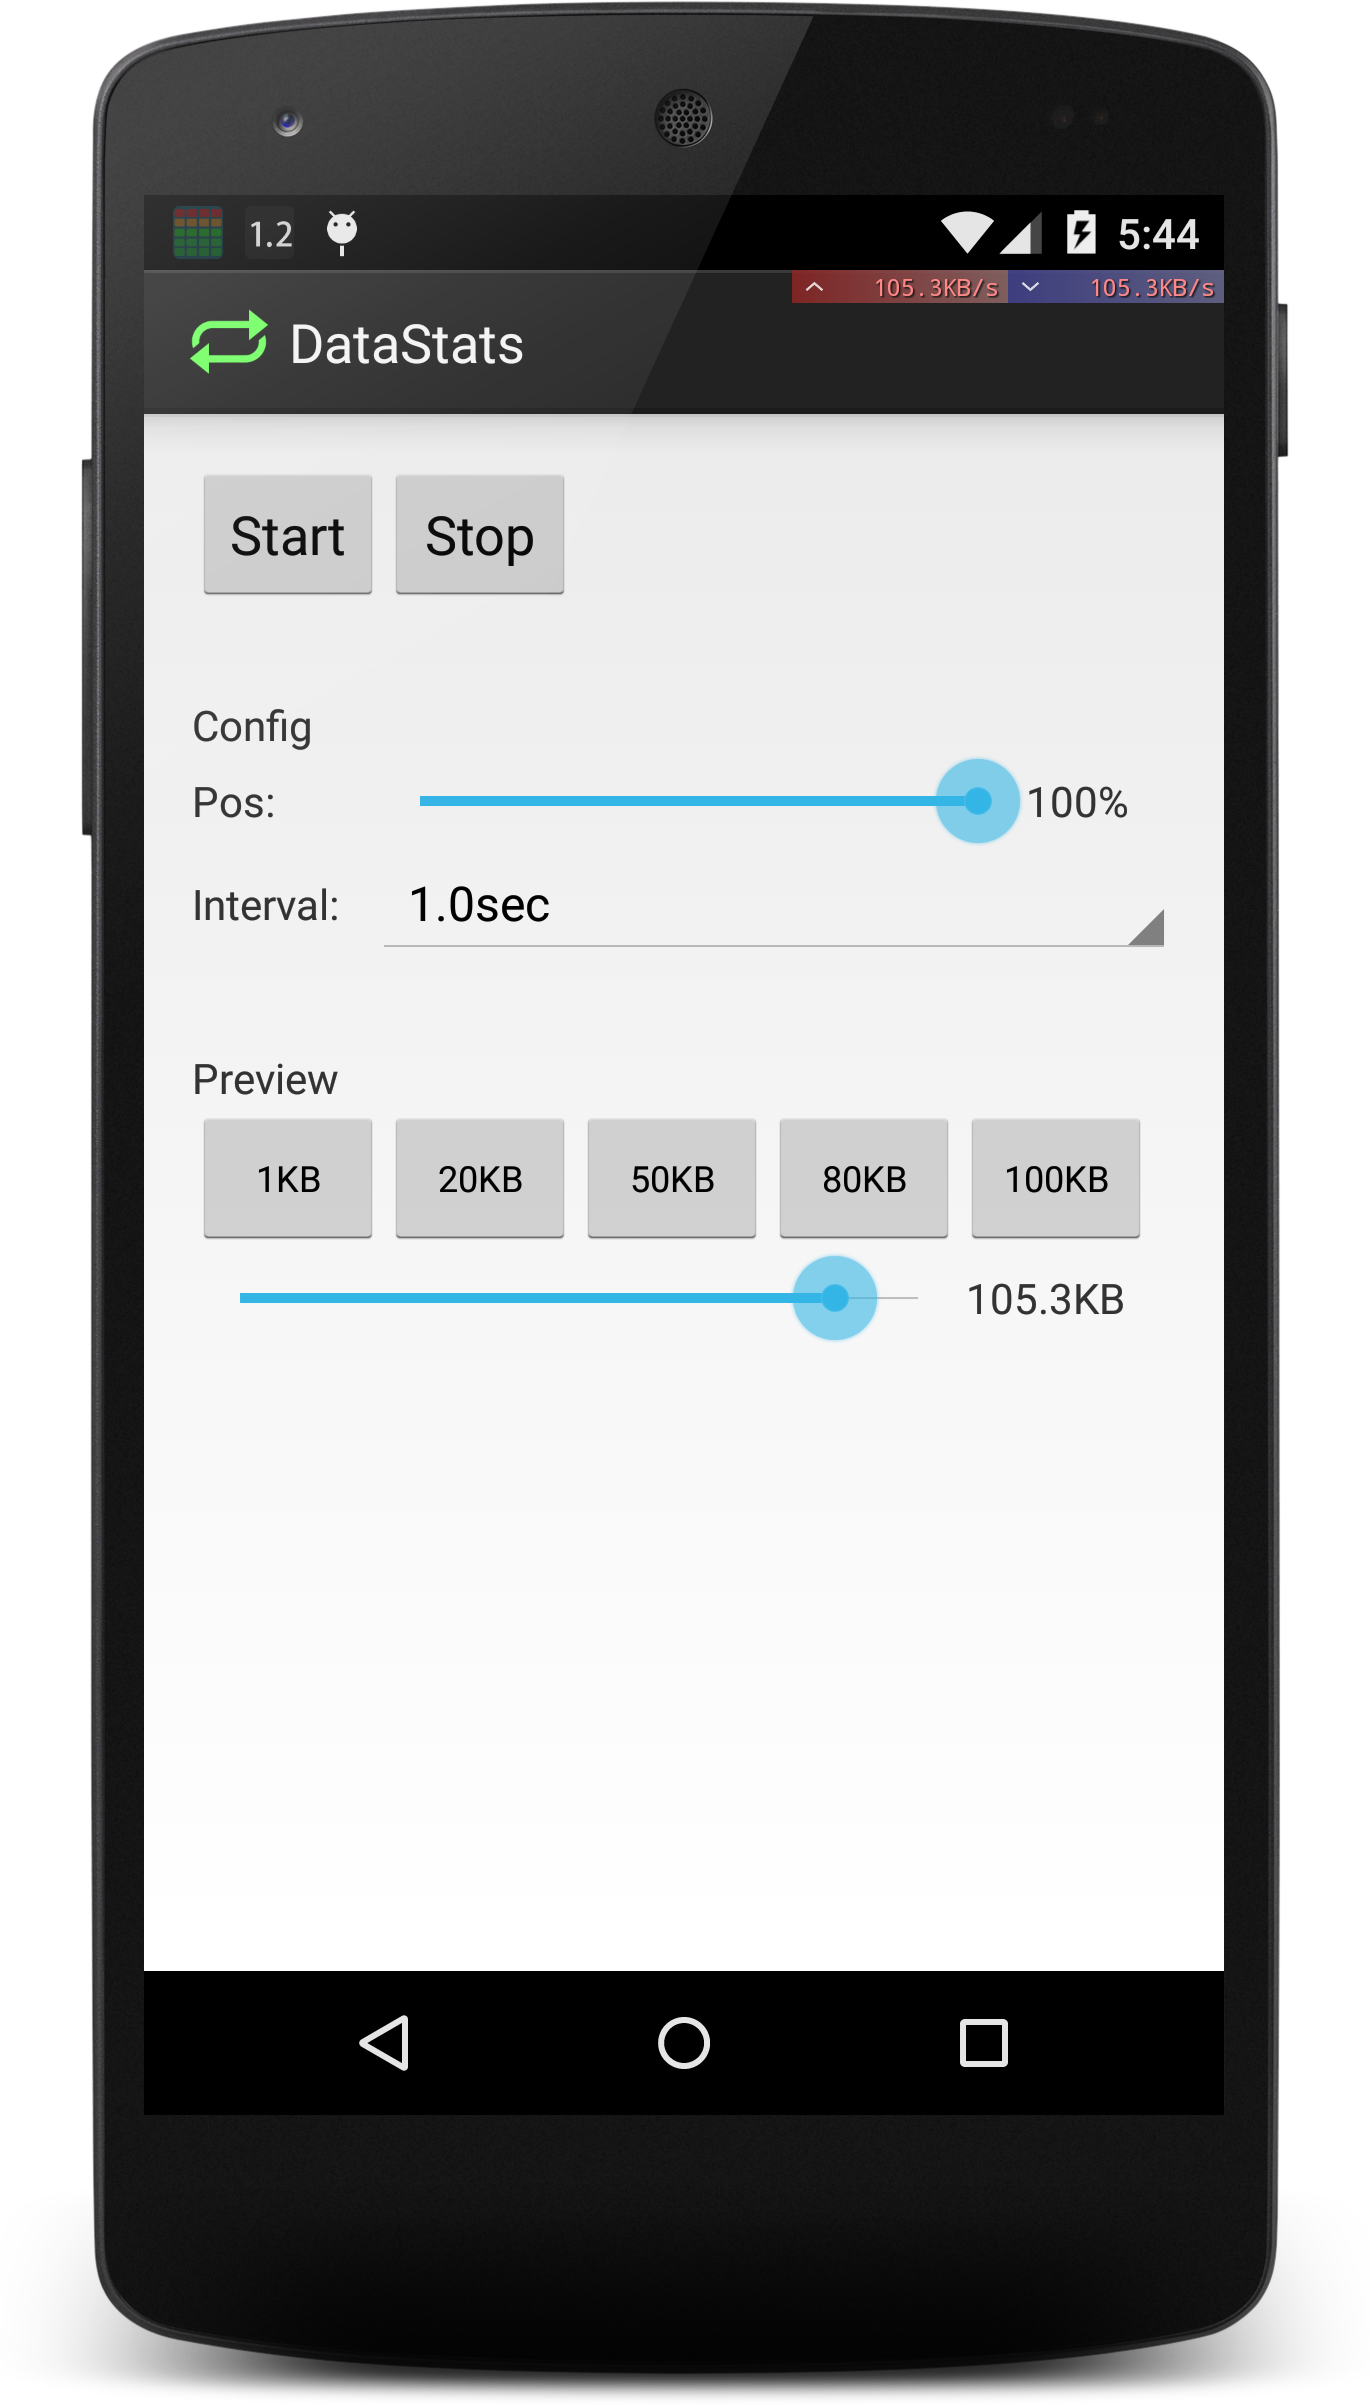 1.2 5:44
105.3KB/s 105.3KB/s
DataStats
Start Stop
Config
Pos: 100%
Interval: 1.0sec
Preview
1KB 20KB 50KB 80KB 100KB
105.3KB